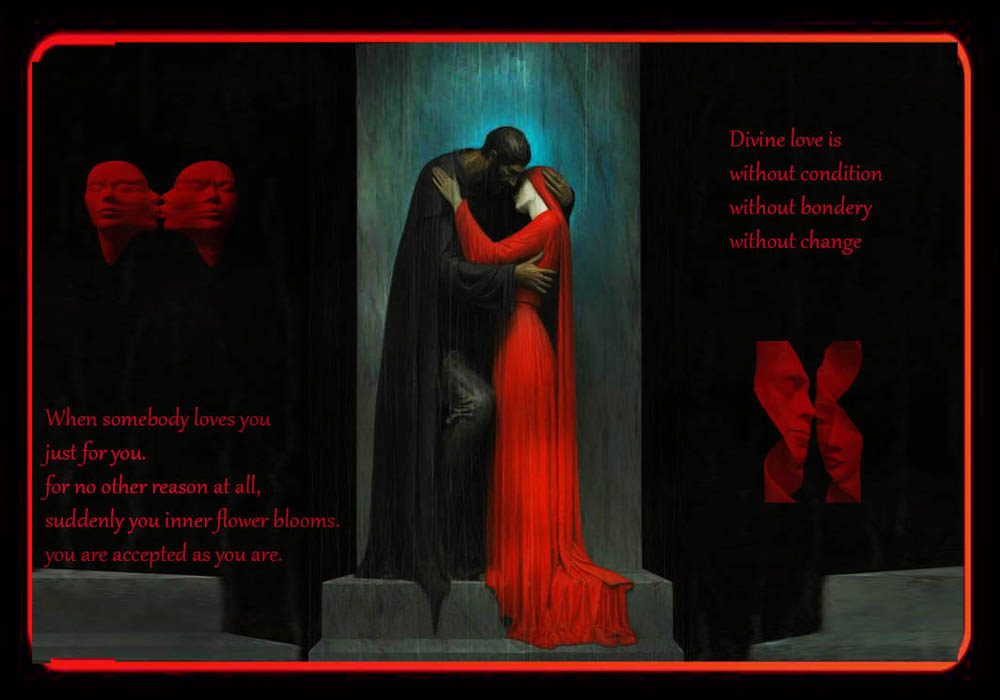 When somebody loves you
just for you.
for no other reason at all,
suddenly you inner flower blooms.
you are accepted as you are.
Divine love is
without condition
without bondery
without change